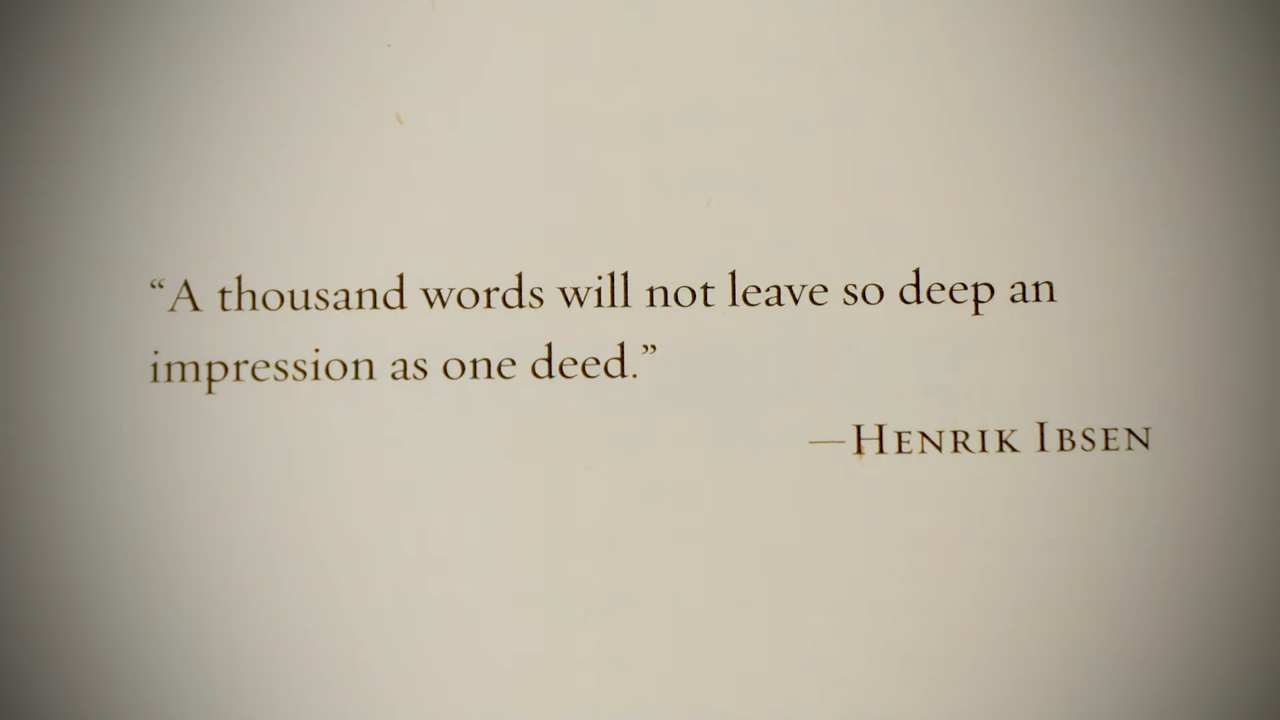 “A thousand words will not leave so deep an
impression as one deed.”
—Henrik Ibsen